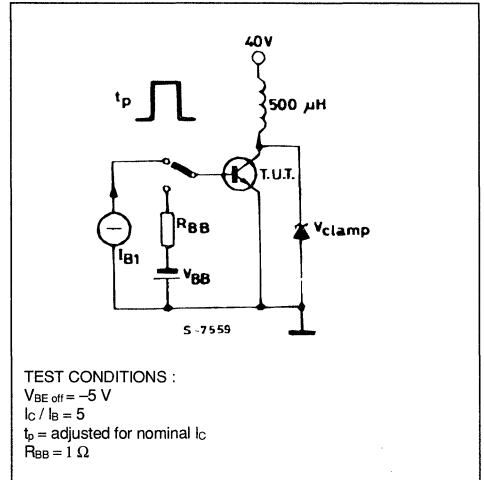 40V
tp
500 μH
T.U.T.
RBB
Vclamp
IB1
VBB
S-7559
TEST CONDITIONS :
VBE off = –5 V
IC / IB = 5
tp = adjusted for nominal IC
RBB = 1 Ω